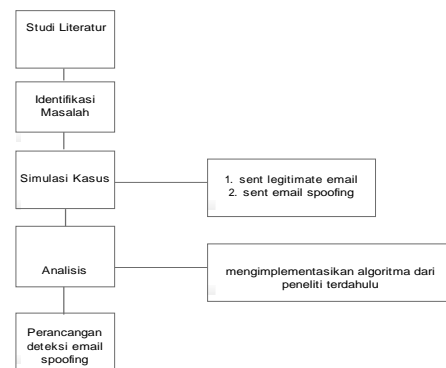 Studi Literatur
Identifikasi
Masalah
Simulasi Kasus
1. sent legitimate email
2. sent email spoofing
Analisis
mengimplementasikan algoritma dari
peneliti terdahulu
Perancangan
deteksi email
spoofing